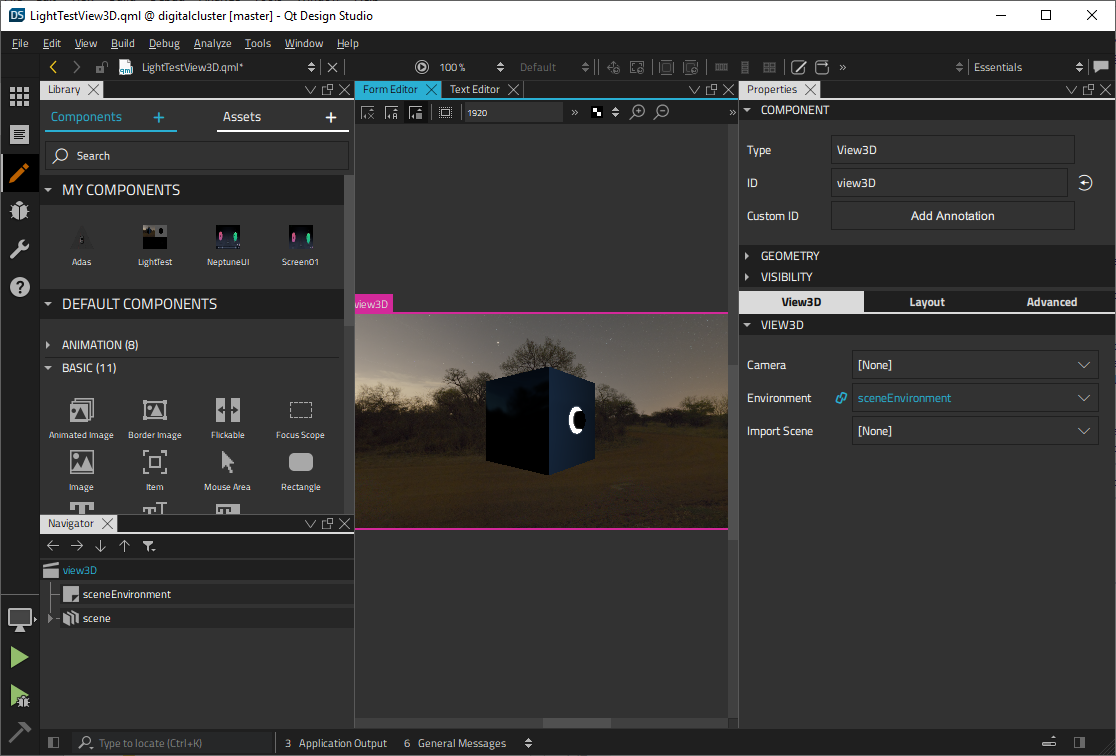 DS LightTestView3D.qml @ digitalcluster [master] - Qt Design Studio
File Edit View Build Debug Analyze Tools Window Help
qml LightTestView3D.qml* 100% Default Essentials
Library
Components + Assets +
Search
MY COMPONENTS
Adas LightTest NeptuneUI Screen01
DEFAULT COMPONENTS
ANIMATION (8)
BASIC (11)
Animated Image Border Image Flickable Focus Scope
Image Item Mouse Area Rectangle
Navigator
view3D
sceneEnvironment
scene
Form Editor Text Editor
1920
view3D
Properties
COMPONENT
Type View3D
ID view3D
Custom ID Add Annotation
GEOMETRY
VISIBILITY
View3D Layout Advanced
VIEW3D
Camera [None]
Environment sceneEnvironment
Import Scene [None]
Type to locate (Ctrl+K) 3 Application Output 6 General Messages